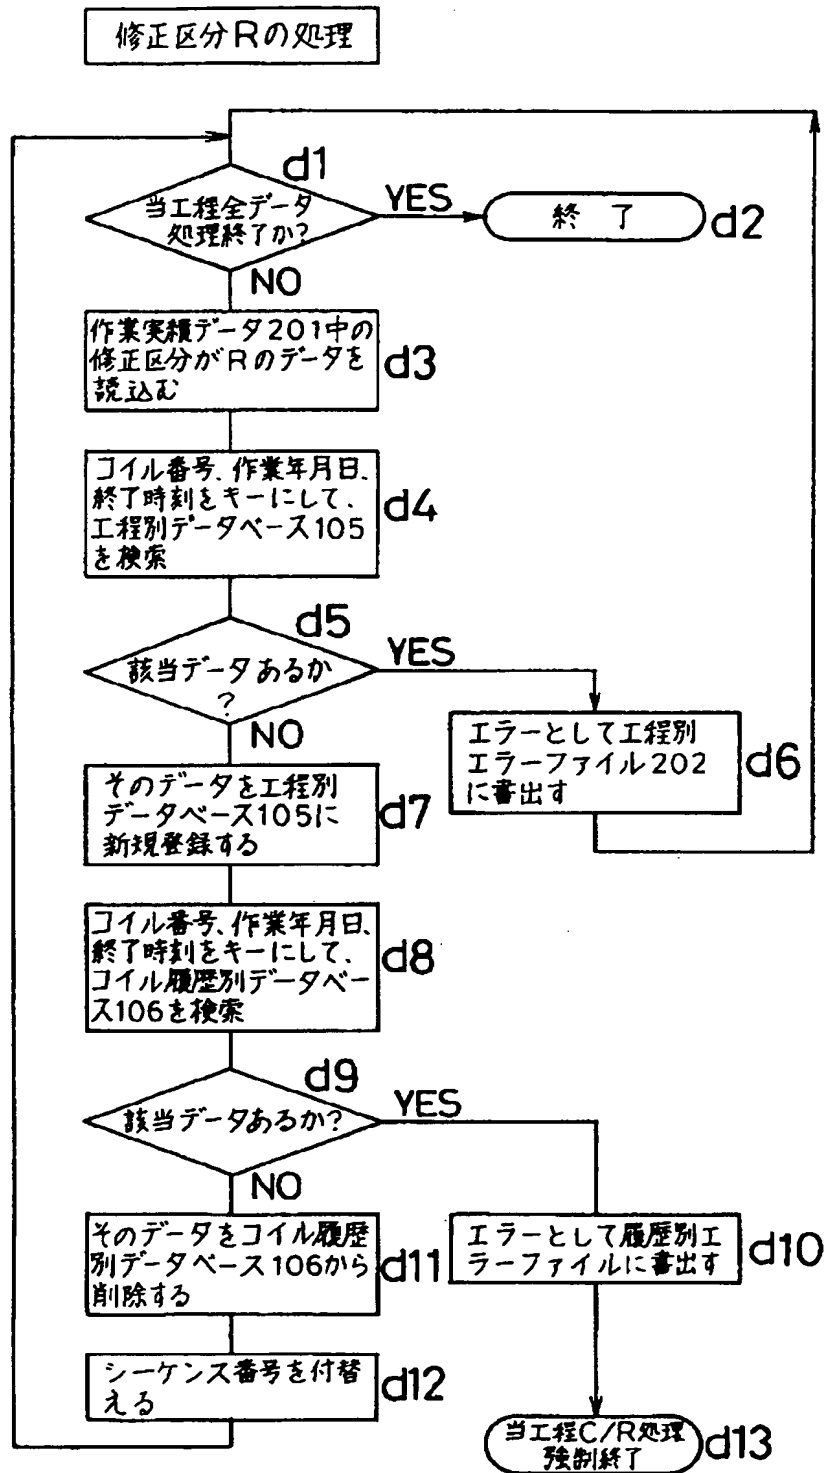 修正区分Rの処理
d1
当工程全データ
処理終了か?
YES
終了
d2
NO
作業実績データ201中の
修正区分がRのデータを
読込む
d3
コイル番号、作業年月日、
終了時刻をキーにして、
工程別データベース105
を検索
d4
d5
該当データあるか
?
YES
NO
エラーとして工程別
エラーファイル202
に書出す
d6
そのデータを工程別
データベース105に
新規登録する
d7
コイル番号、作業年月日、
終了時刻をキーにして、
コイル履歴別データベー
ス106を検索
d8
d9
該当データあるか?
YES
NO
そのデータをコイル履歴
別データベース106から
削除する
d11
エラーとして履歴別エ
ラーファイルに書出す
d10
シーケンス番号を付替
える
d12
当工程C/R処理
強制終了
d13